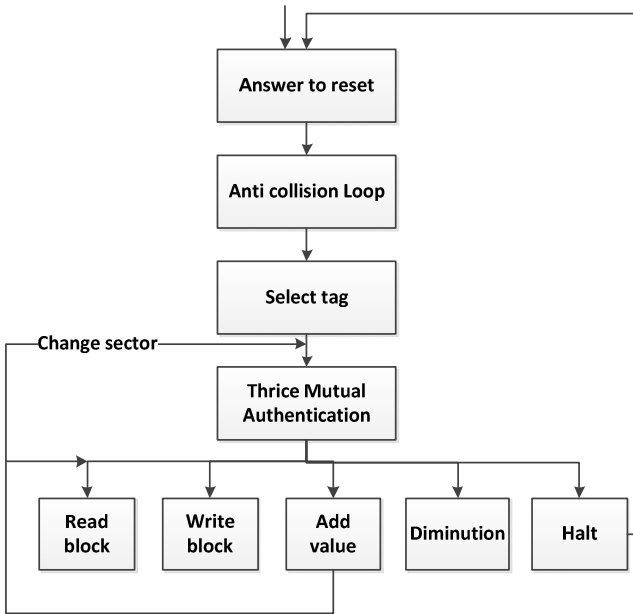 Answer to reset
Anti collision Loop
Select tag
Change sector
Thrice Mutual
Authentication
Read
block
Write
block
Add
value
Diminution
Halt